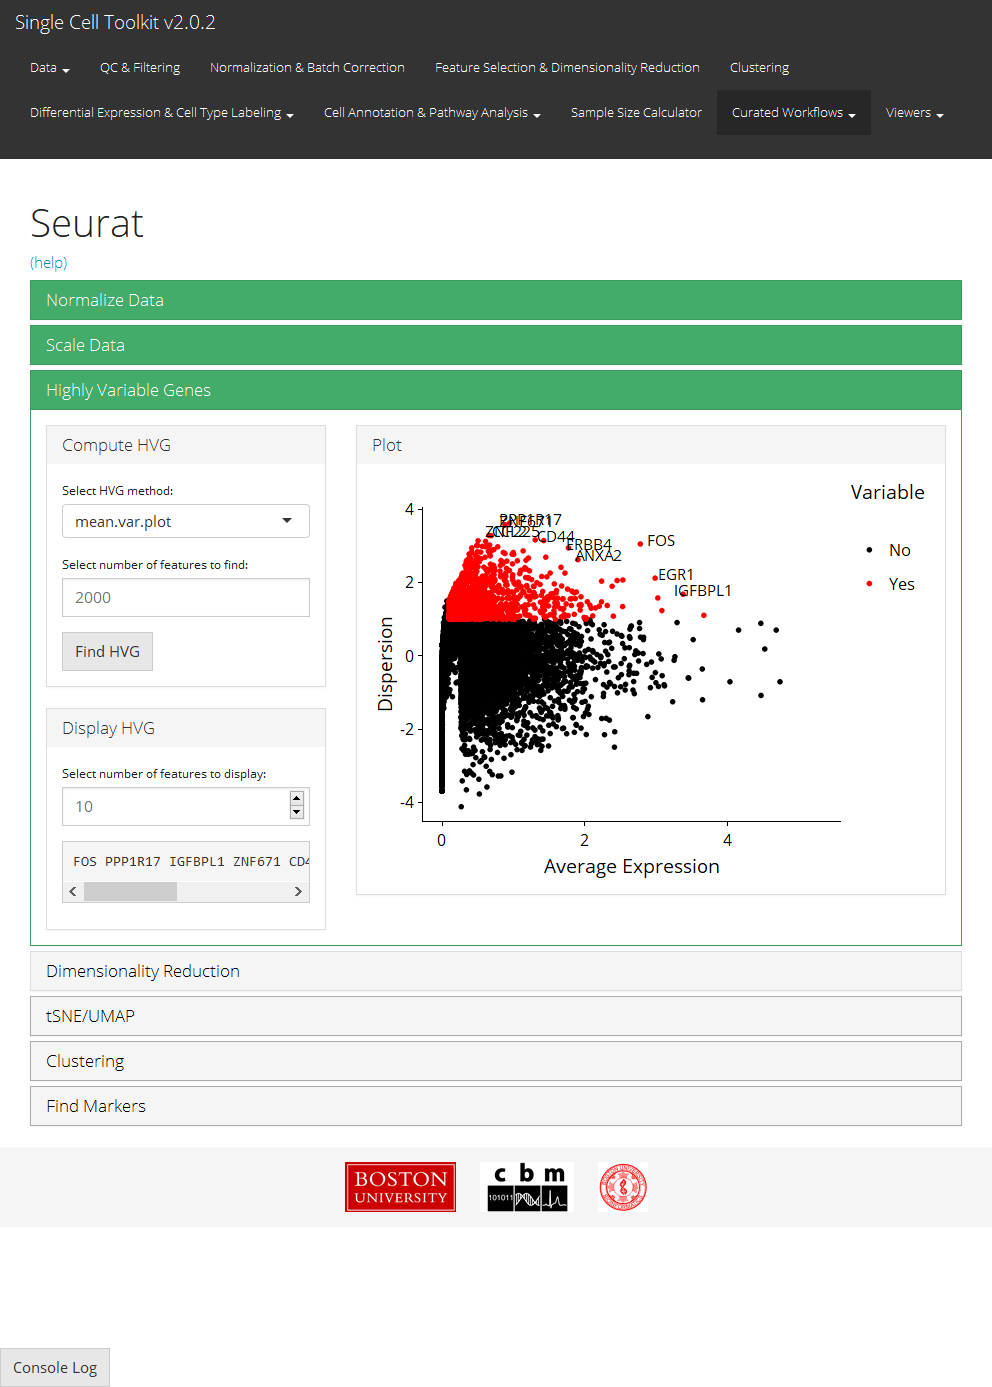 Single Cell Toolkit v2.0.2
Data QC & Filtering Normalization & Batch Correction Feature Selection & Dimensionality Reduction Clustering
Differential Expression & Cell Type Labeling Cell Annotation & Pathway Analysis Sample Size Calculator Curated Workflows Viewers
Seurat
(help)
Normalize Data
Scale Data
Highly Variable Genes
Compute HVG
Select HVG method:
mean.var.plot
Select number of features to find:
2000
Find HVG
Display HVG
Select number of features to display:
10
FOS PPP1R17 IGFBPL1 ZNF671 CD4
Plot
Variable
No
Yes
PPP1R17
ZNF671
CD44
ERBB4
ANXA2
FOS
EGR1
IGFBPL1
Dispersion
4
2
0
-2
-4
0 2 4
Average Expression
Dimensionality Reduction
tSNE/UMAP
Clustering
Find Markers
BOSTON
UNIVERSITY
cbm
101011
Console Log